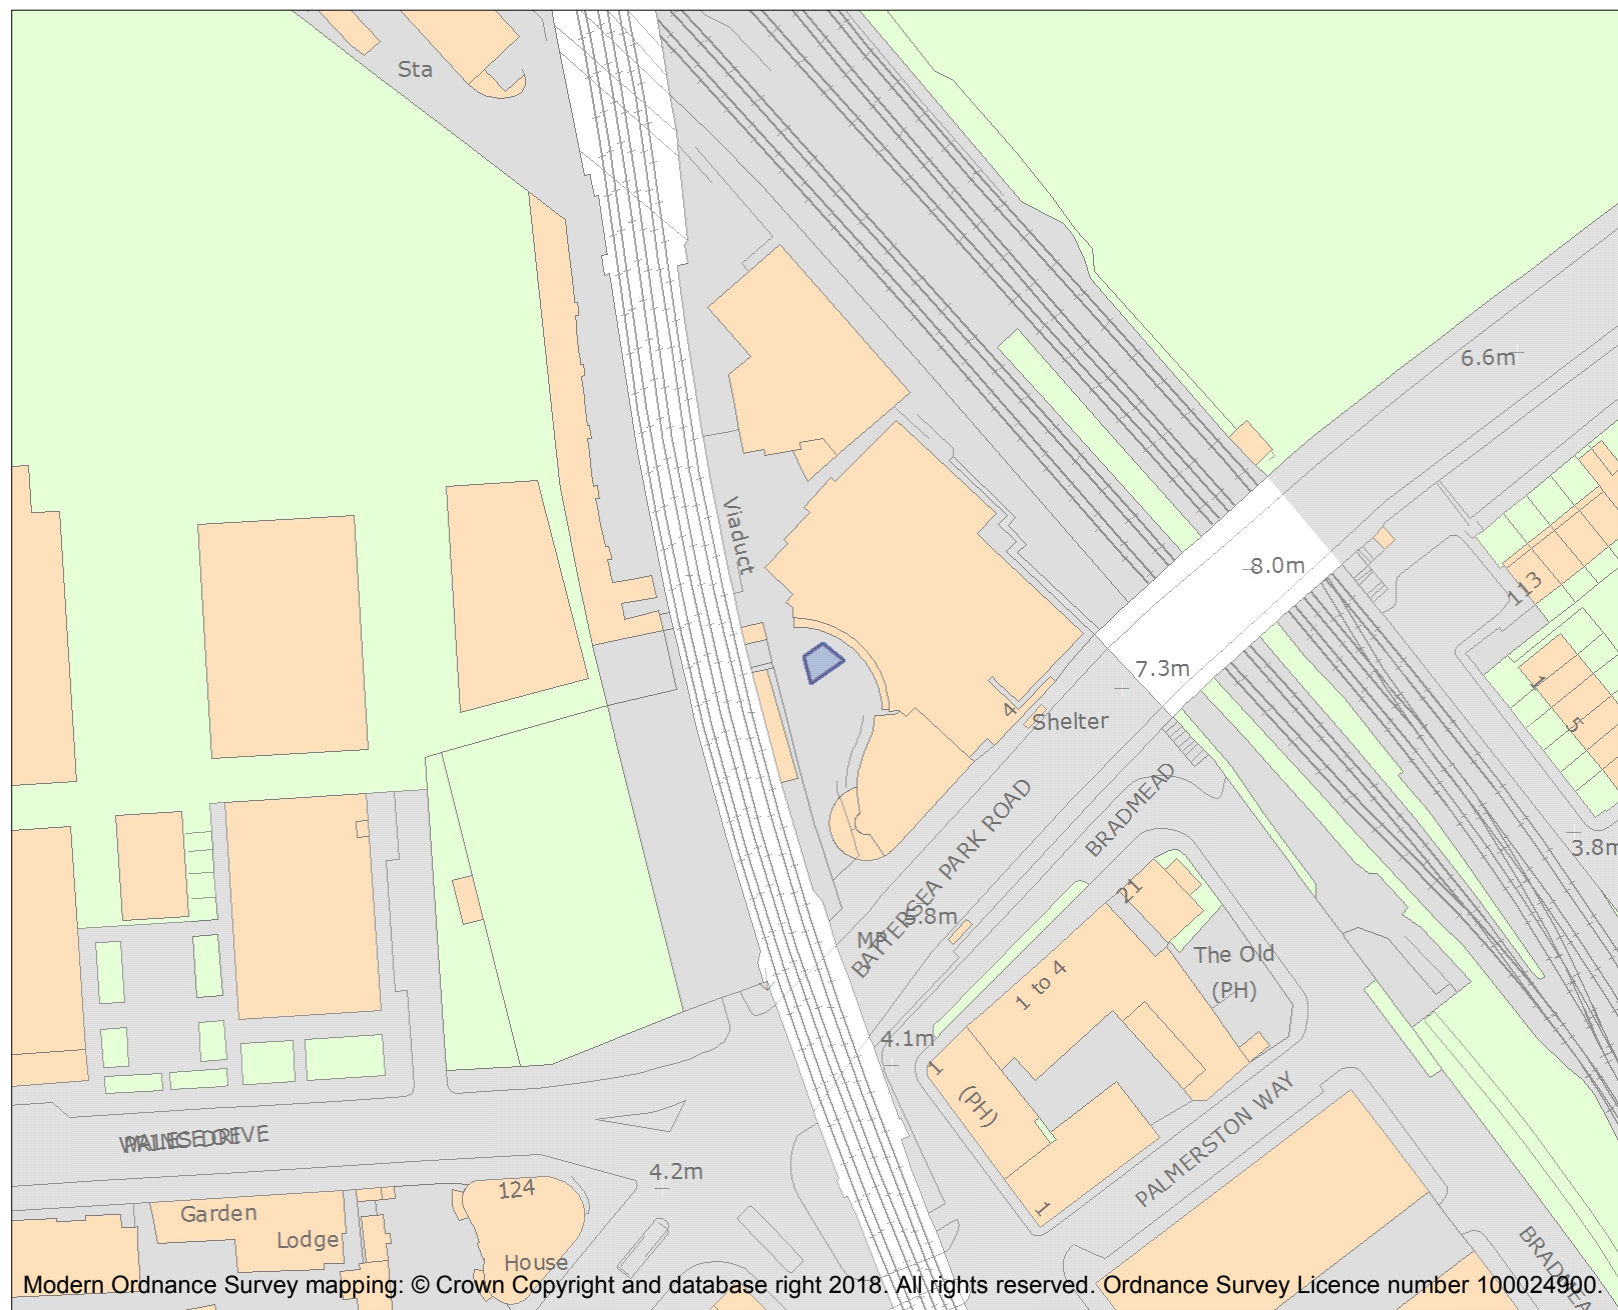 Sta
6.6m
Viaduct
8.0m
113
7.3m
1
4
Shelter
5
BATTERSEA PARK ROAD
BRADMEAD
3.8m
21
5.8m
MP
The Old
(PH)
1 to 4
4.1m
1
(PH)
PALMERSTON WAY
DRIVE
4.2m
124
1
Garden
Lodge
House
BRADMEA
Modern Ordnance Survey mapping: © Crown Copyright and database right 2018. All rights reserved. Ordnance Survey Licence number 100024900.